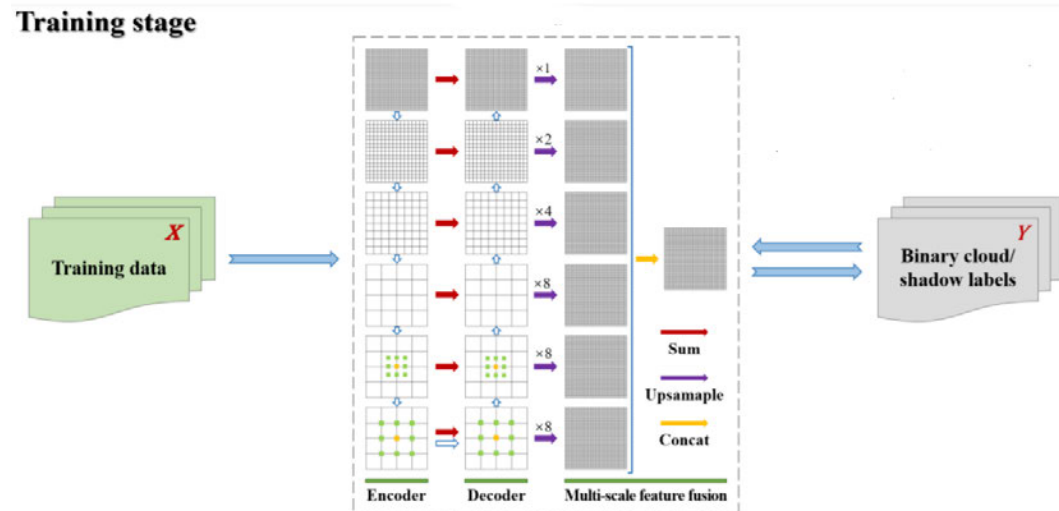 Training stage
×1
×2
×4
×8
×8
×8
X
Training data
Y
Binary cloud/
shadow labels
Sum
Upsamaple
Concat
Encoder
Decoder
Multi-scale feature fusion